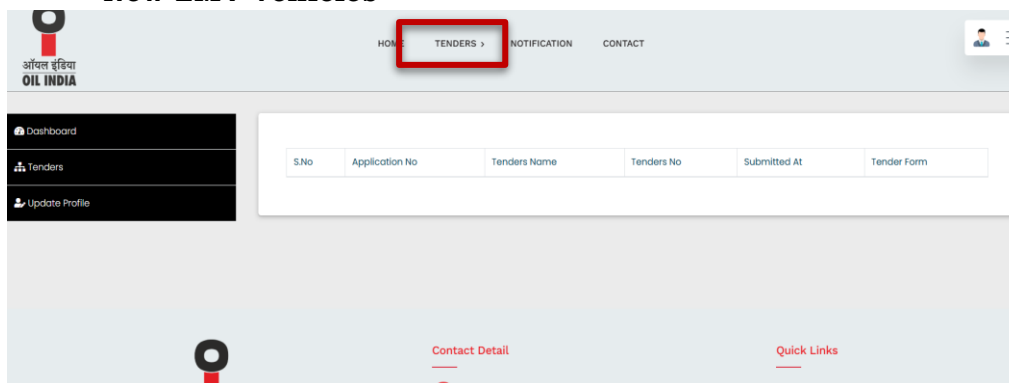 HOME TENDERS > NOTIFICATION CONTACT
ऑयल इंडिया
OIL INDIA
Dashboard
Tenders
Update Profile
S.No Application No Tenders Name Tenders No Submitted At Tender Form
Contact Detail Quick Links